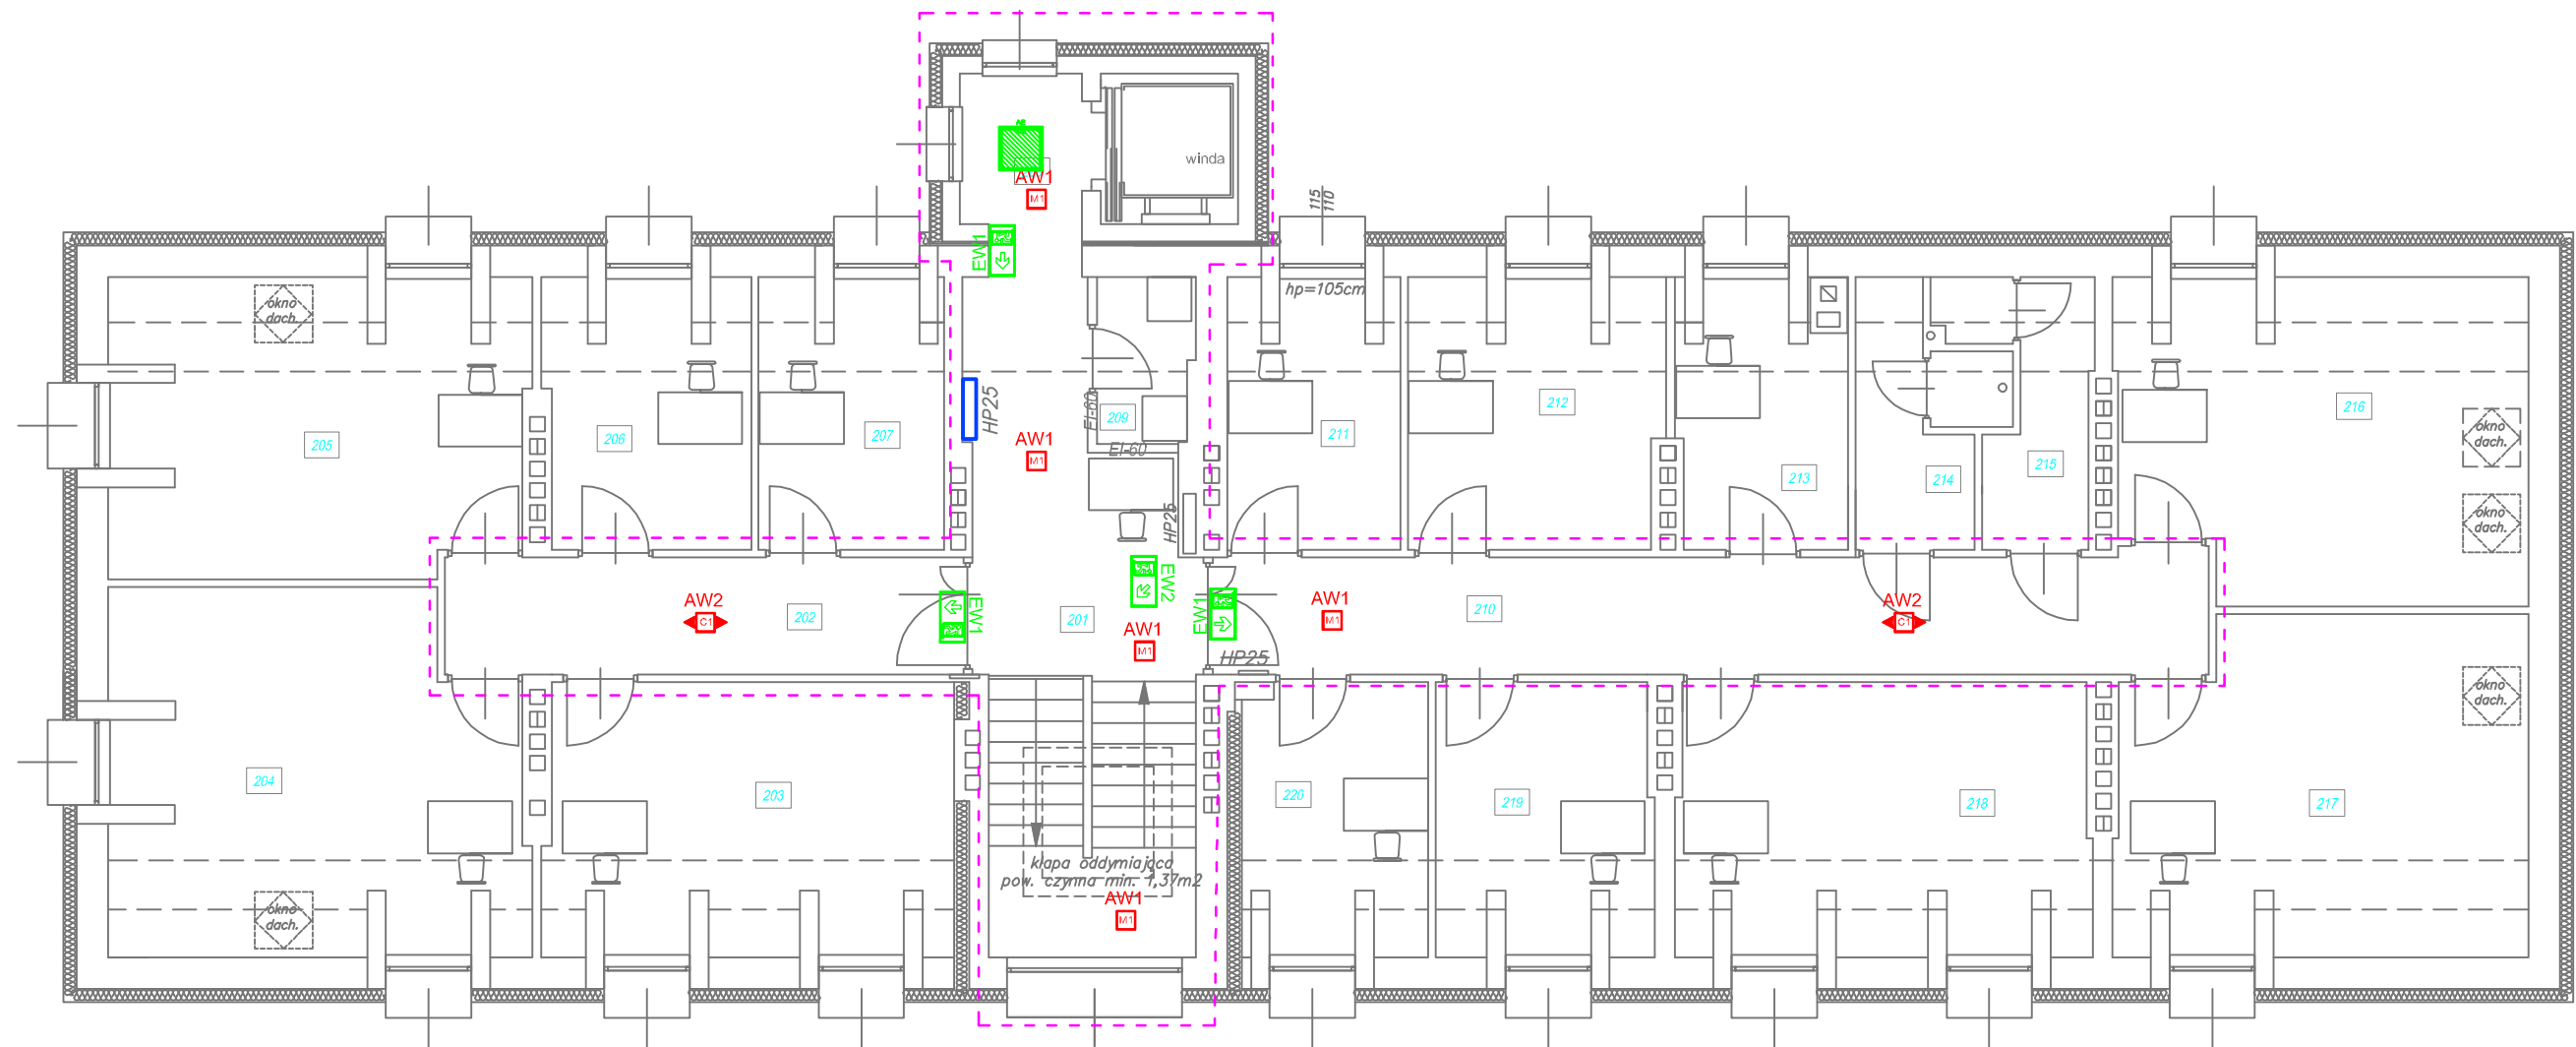 winda
AW1
M1
115
110
EW1
hp=105cm
okno
dach.
HP25
EI-60
209
EI-60
205
206
207
AW1
M1
211
212
213
214
215
216
okno
dach.
okno
dach.
HP25
EW2
AW2
C1
202
EW1
201
AW1
M1
EW1
AW1
M1
210
AW2
C1
HP25
okno
dach.
204
203
220
219
218
217
klapa oddymiająca
pow. czynna min. 1,37m2
AW1
M1
okno
dach.